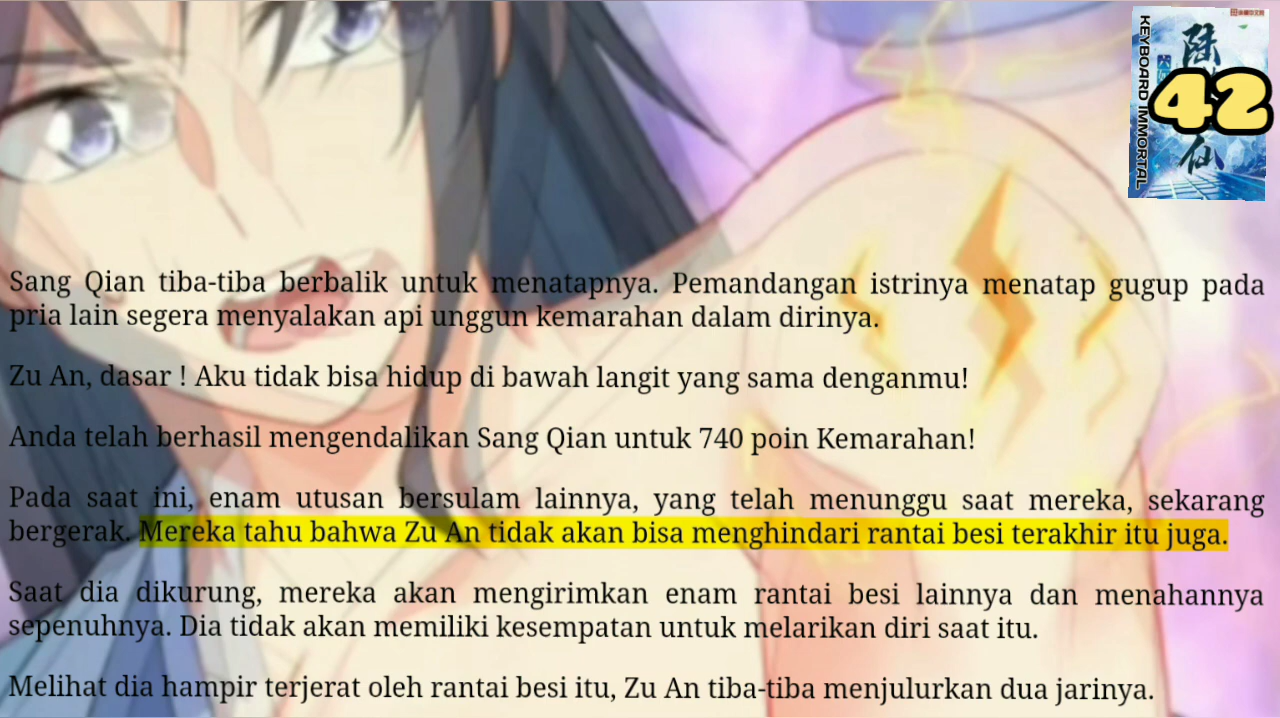 KEYBOARD IMMORTAL
42
Sang Qian tiba-tiba berbalik untuk menatapnya. Pemandangan istrinya menatap gugup pada
pria lain segera menyalakan api unggun kemarahan dalam dirinya.
Zu An, dasar ! Aku tidak bisa hidup di bawah langit yang sama denganmu!
Anda telah berhasil mengendalikan Sang Qian untuk 740 poin Kemarahan!
Pada saat ini, enam utusan bersulam lainnya, yang telah menunggu saat mereka, sekarang
bergerak. Mereka tahu bahwa Zu An tidak akan bisa menghindari rantai besi terakhir itu juga.
Saat dia dikurung, mereka akan mengirimkan enam rantai besi lainnya dan menahannya
sepenuhnya. Dia tidak akan memiliki kesempatan untuk melarikan diri saat itu.
Melihat dia hampir terjerat oleh rantai besi itu, Zu An tiba-tiba menjulurkan dua jarinya.